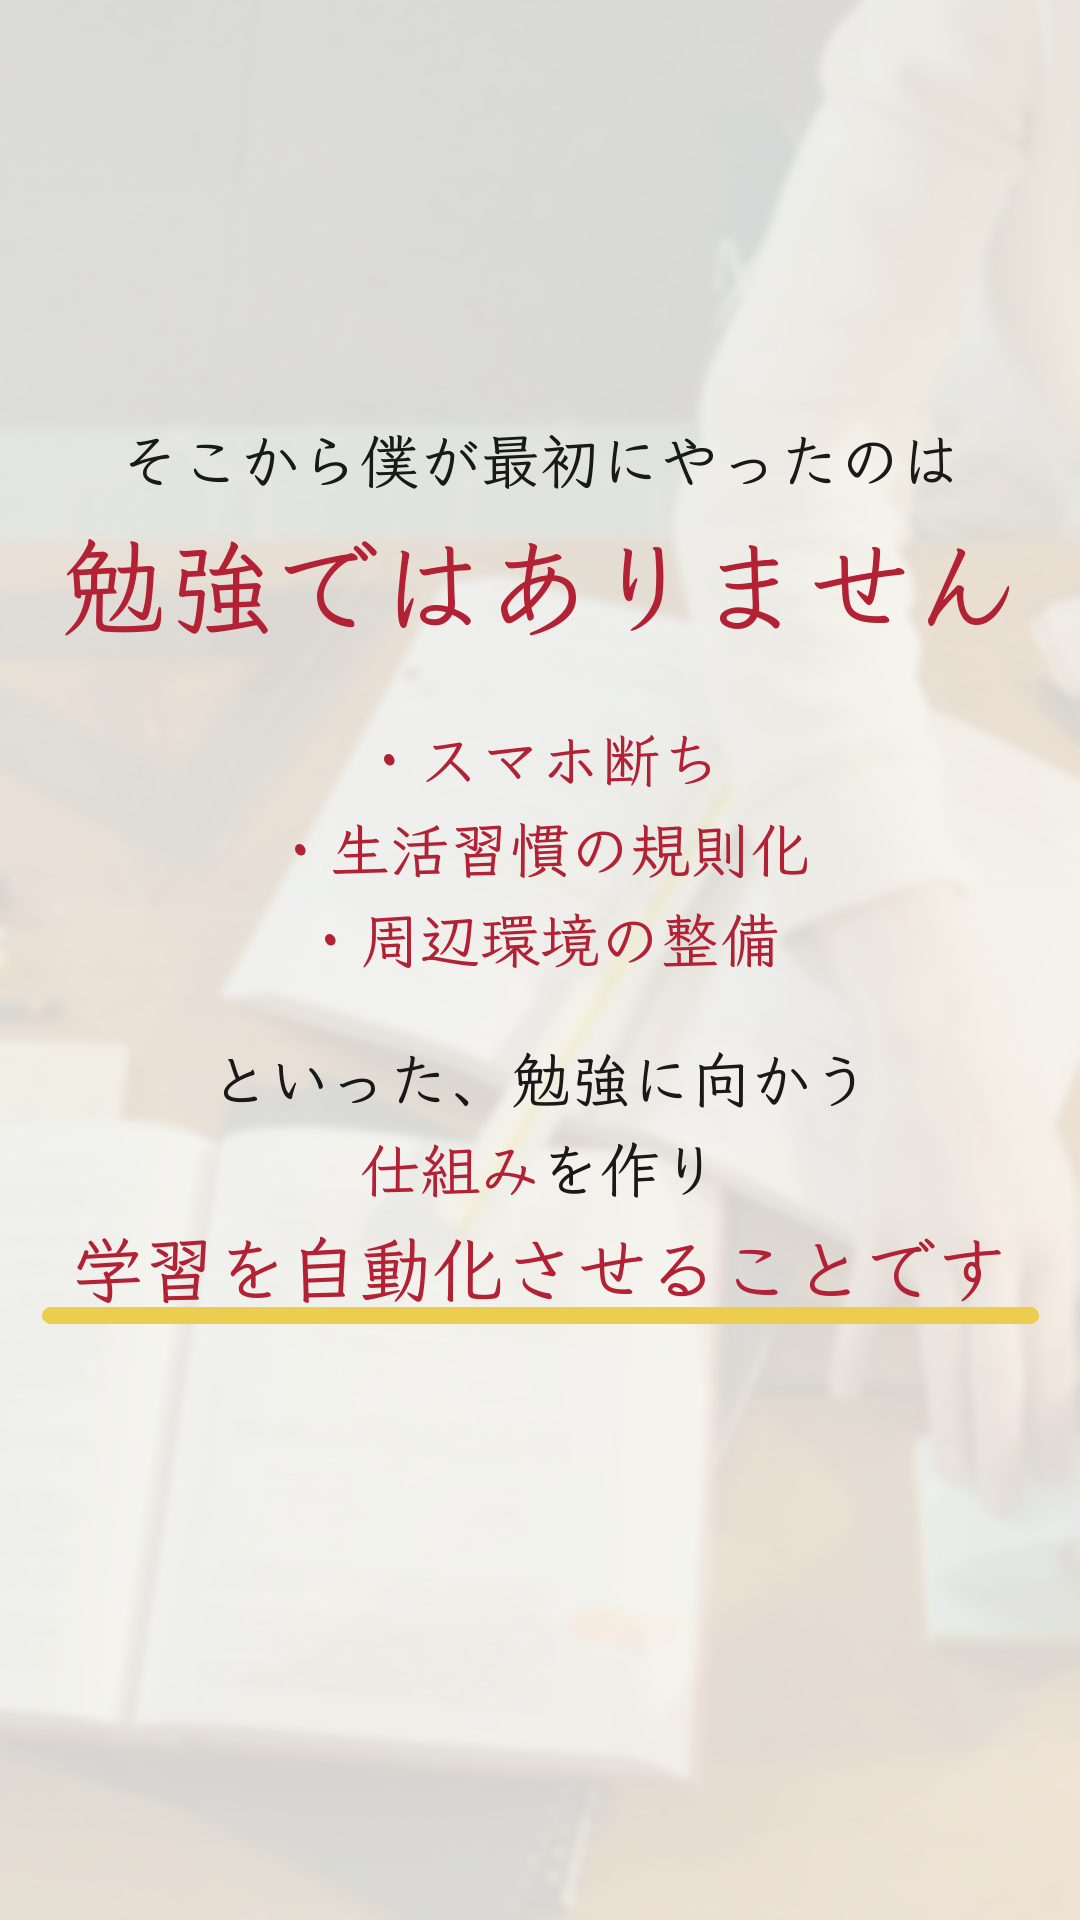 そこから僕が最初にやったのは
勉強ではありません
・スマホ断ち
・生活習慣の規則化
・周辺環境の整備
といった、勉強に向かう
仕組みを作り
学習を自動化させることです